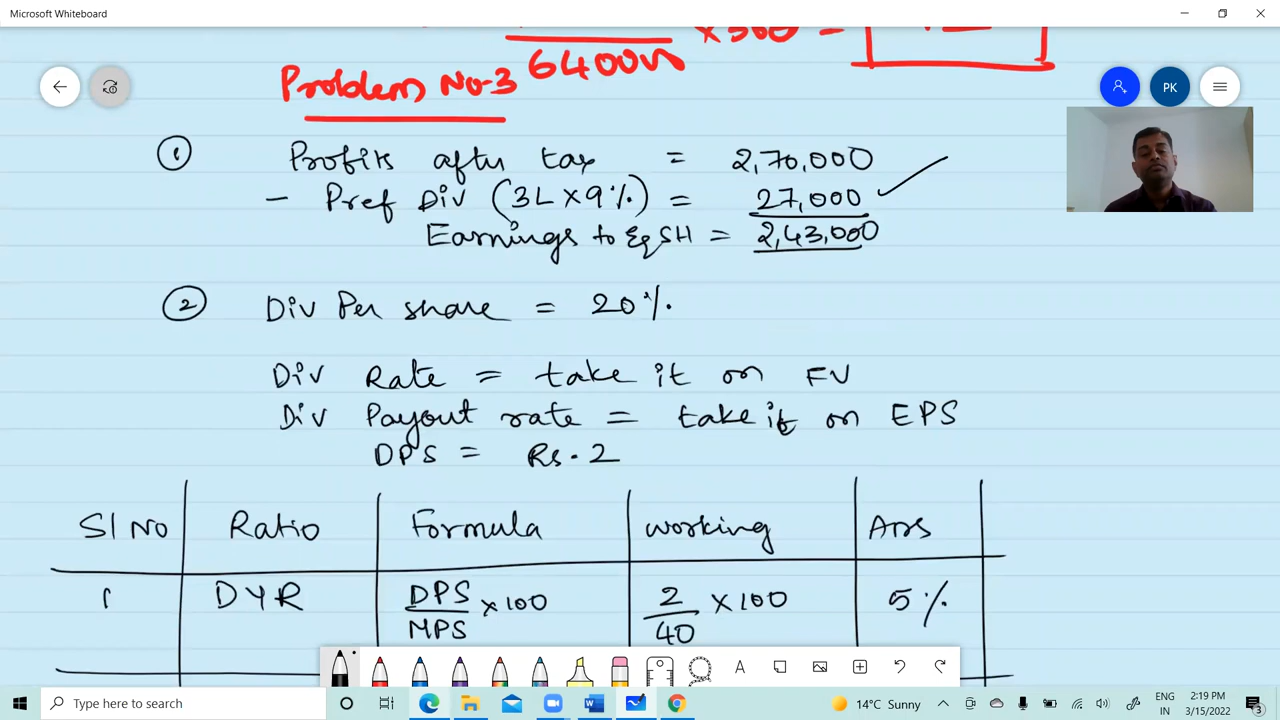 Microsoft Whiteboard
×360 =
6400
Problem No-3
PK
① Profits after tax = 2,70,000
- Pref Div (3L×9%) = 27,000
Earnings to Eq SH = 2,43,000
② Div Per share = 20%.
Div Rate = take it on FV
Div Payout rate = take it on EPS
DPS = Rs. 2
Sl No Ratio Formula working Ans
1 DYR DPS/MPS ×100 2/40 ×100 5%
Type here to search
14°C Sunny
ENG
IN
2:19 PM
3/15/2022
3